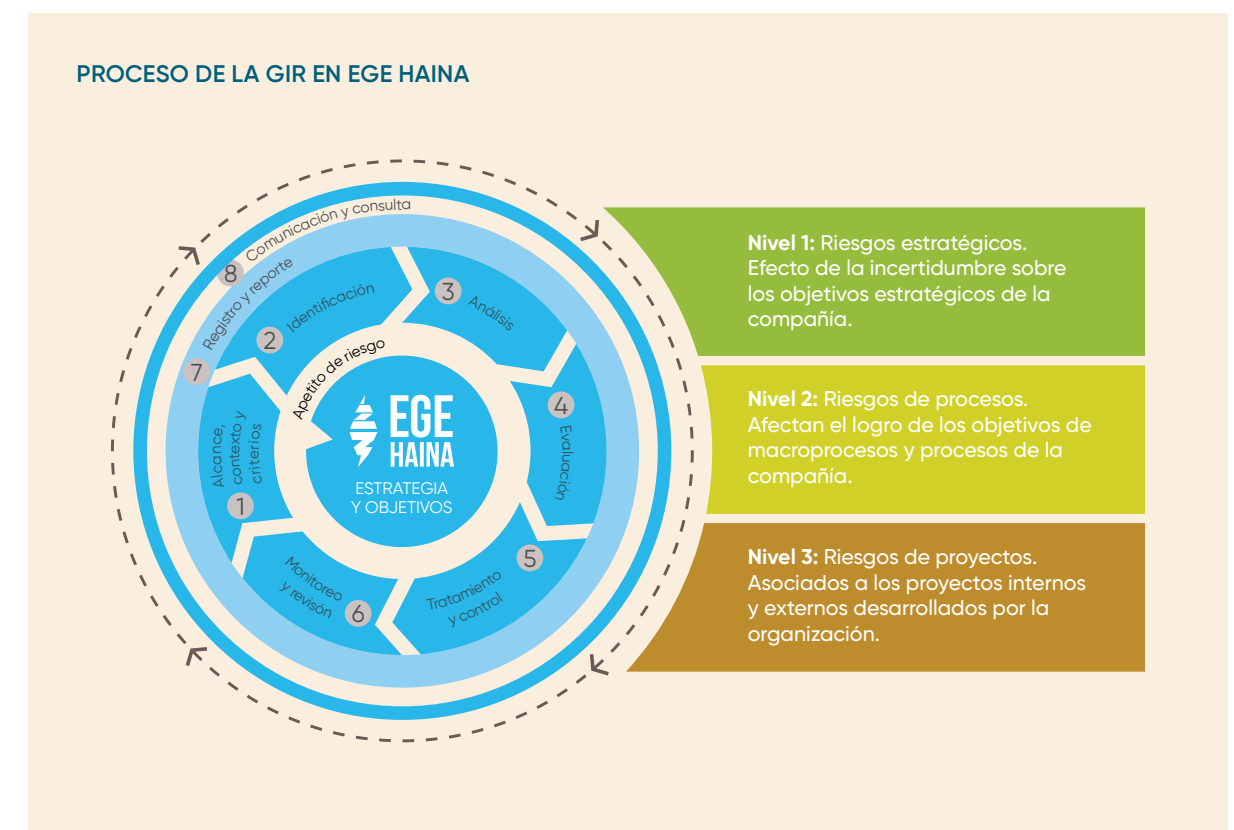 PROCESO DE LA GIR EN EGE HAINA
8 Comunicación y consulta
7 Registro y reporte
2 Identificación
3 Análisis
4 Evaluación
5 Tratamiento
y control
6 Monitoreo
y revisón
1 Alcance,
contexto y
criterios
Apetito de riesgo
EGE
HAINA
ESTRATEGIA
Y OBJETIVOS
Nivel 1: Riesgos estratégicos.
Efecto de la incertidumbre sobre
los objetivos estratégicos de la
compañía.
Nivel 2: Riesgos de procesos.
Afectan el logro de los objetivos de
macroprocesos y procesos de la
compañía.
Nivel 3: Riesgos de proyectos.
Asociados a los proyectos internos
y externos desarrollados por la
organización.